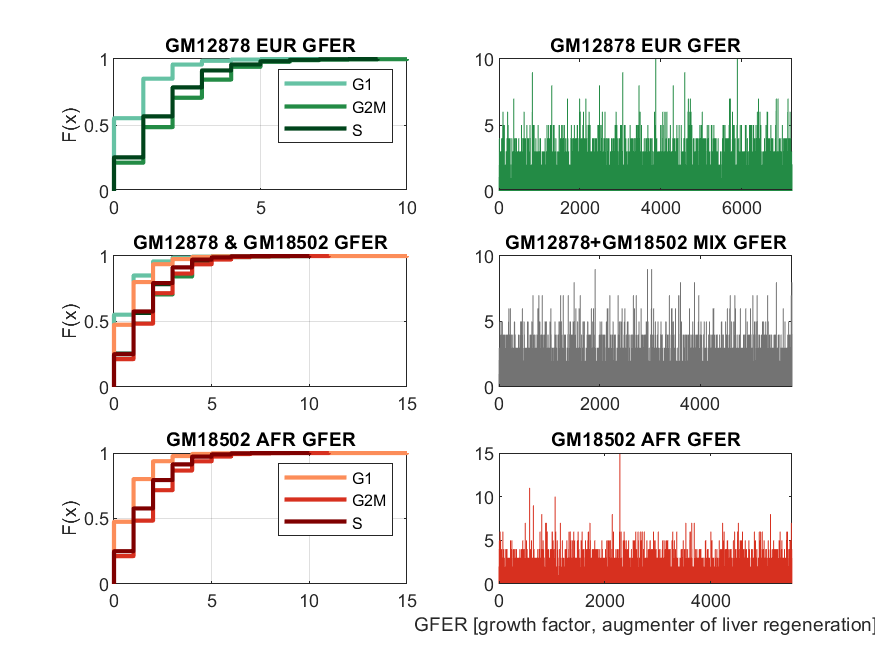 GM12878 EUR GFER
F(x)
1
0.5
0
0
5
10
G1
G2M
S
GM12878 EUR GFER
10
5
0
0
2000
4000
6000
GM12878 & GM18502 GFER
F(x)
1
0.5
0
0
5
10
15
GM12878+GM18502 MIX GFER
10
5
0
0
2000
4000
GM18502 AFR GFER
F(x)
1
0.5
0
0
5
10
15
G1
G2M
S
GM18502 AFR GFER
15
10
5
0
0
2000
4000
GFER [growth factor, augmenter of liver regeneration]